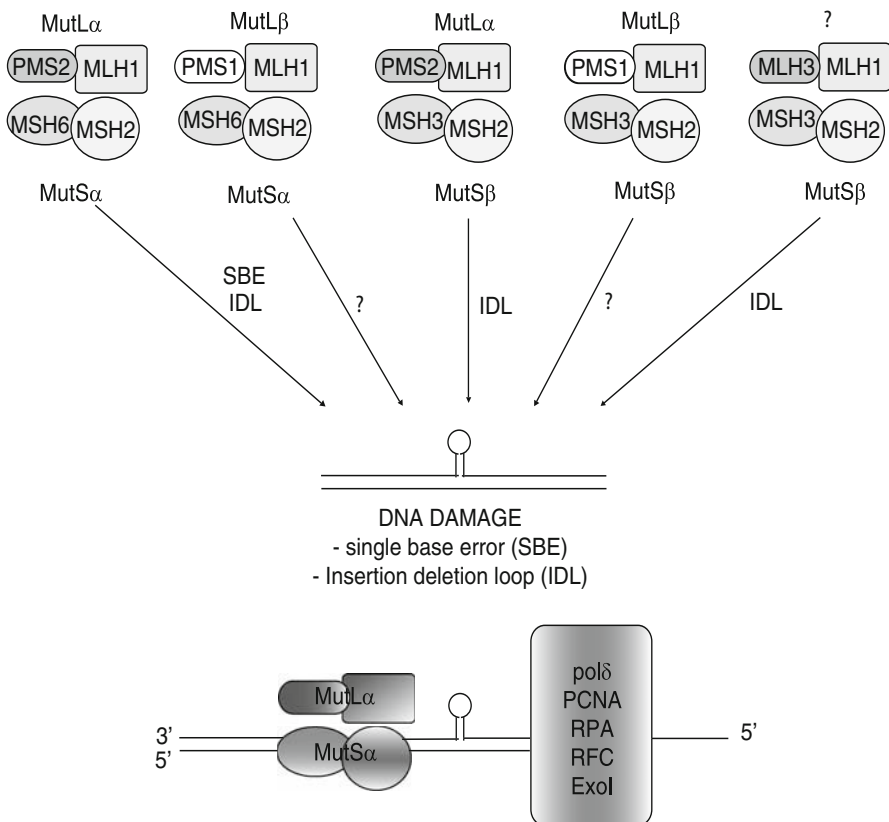 MutLα MutLβ MutLα MutLβ ?
PMS2 MLH1 PMS1 MLH1 PMS2 MLH1 PMS1 MLH1 MLH3 MLH1
MSH6 MSH2 MSH6 MSH2 MSH3 MSH2 MSH3 MSH2 MSH3 MSH2
MutSα MutSα MutSβ MutSβ MutSβ
SBE
IDL ? IDL ? IDL
DNA DAMAGE
- single base error (SBE)
- Insertion deletion loop (IDL)
polδ
MutLα PCNA
3’ RPA 5’
5’ MutSα RFC
ExoI